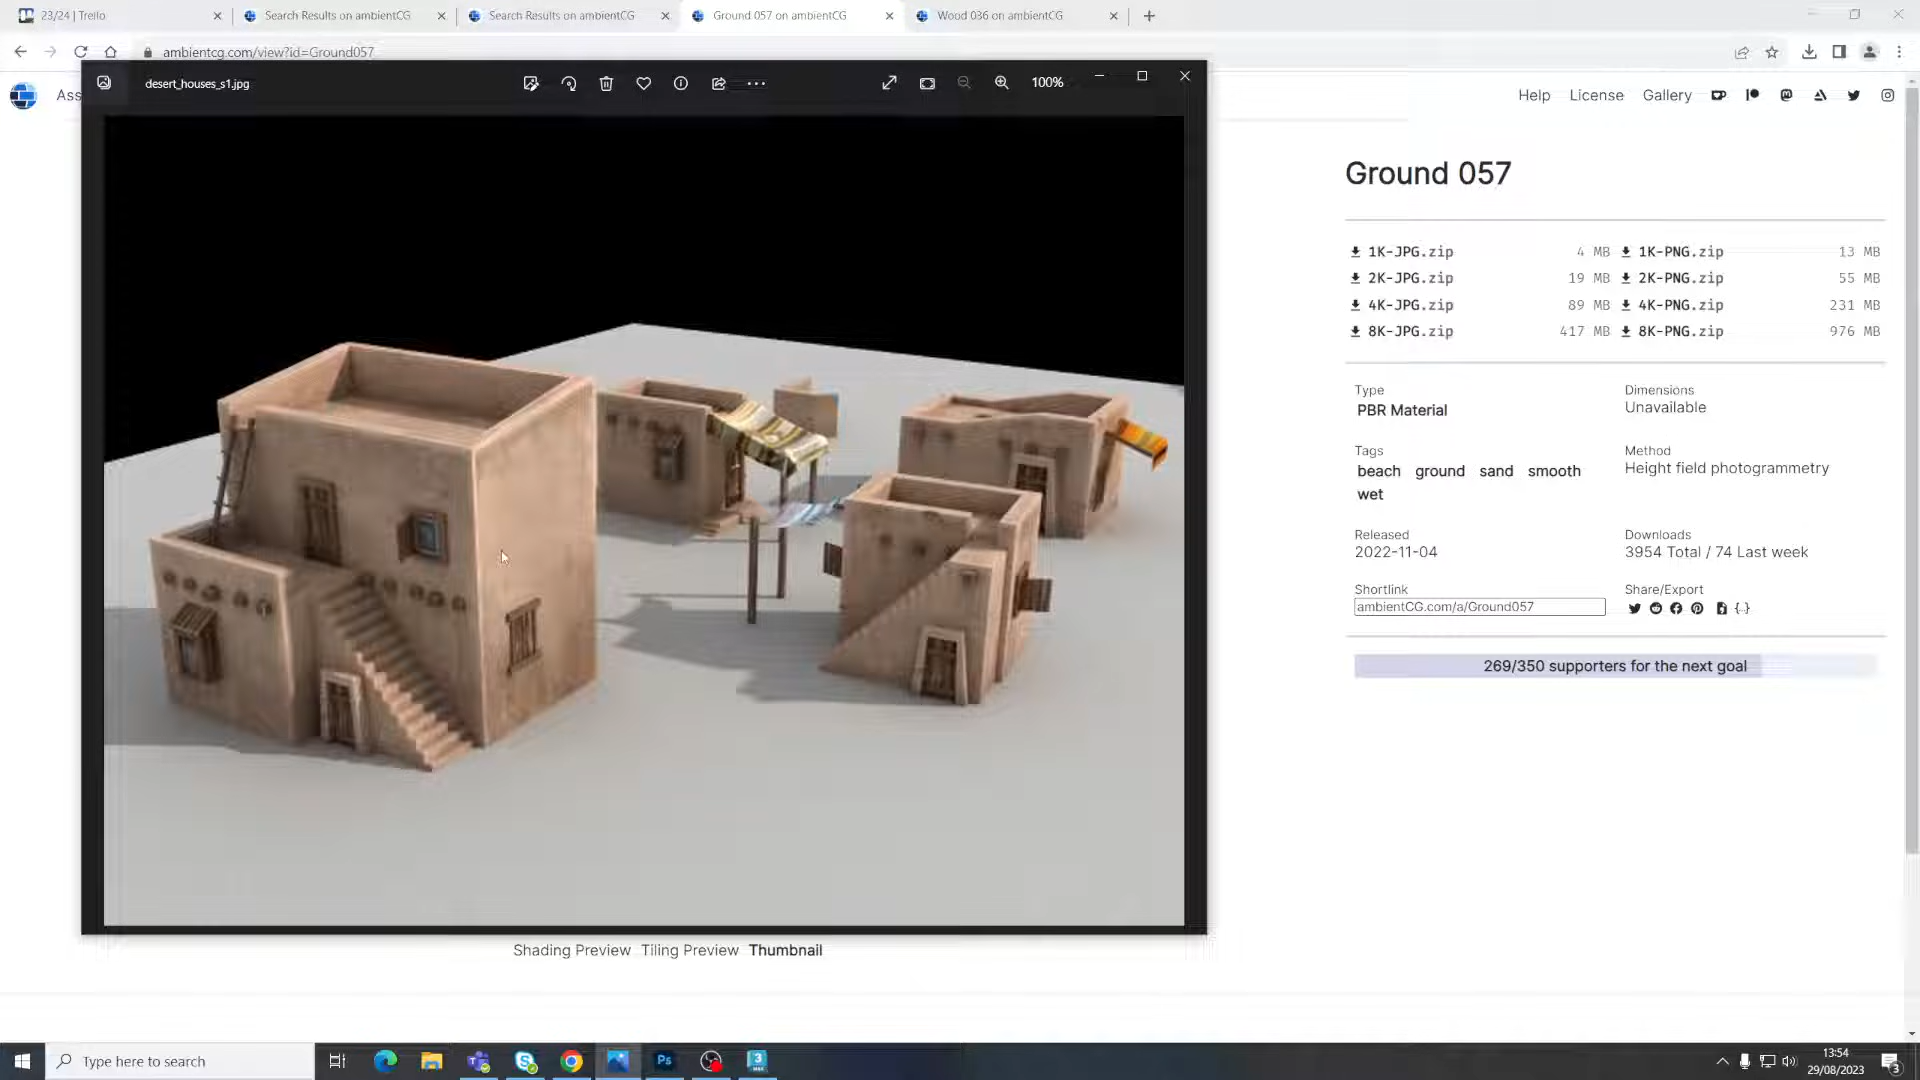 23/24 | Trello
Search Results on ambientCG
Search Results on ambientCG
Ground 057 on ambientCG
Wood 036 on ambientCG
ambientcg.com/view?id=Ground057
desert_houses_s1.jpg
100%
Ass
Help License Gallery
Ground 057
1K-JPG.zip 4 MB 1K-PNG.zip 13 MB
2K-JPG.zip 19 MB 2K-PNG.zip 55 MB
4K-JPG.zip 89 MB 4K-PNG.zip 231 MB
8K-JPG.zip 417 MB 8K-PNG.zip 976 MB
Type
PBR Material
Dimensions
Unavailable
Tags
beach ground sand smooth
wet
Method
Height field photogrammetry
Released
2022-11-04
Downloads
3954 Total / 74 Last week
Shortlink
ambientCG.com/a/Ground057
Share/Export
269/350 supporters for the next goal
Shading Preview Tiling Preview Thumbnail
Type here to search
Ps
3
MAX
13:54
29/08/2023
3